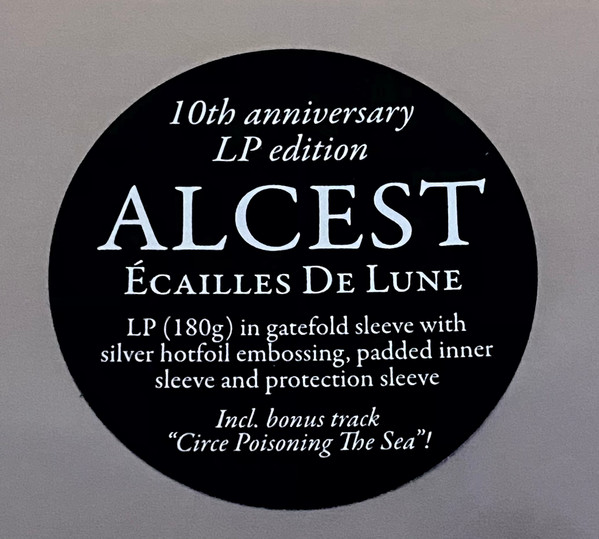 10th anniversary
LP edition
ALCEST
ÉCAILLES DE LUNE
LP (180g) in gatefold sleeve with
silver hotfoil embossing, padded inner
sleeve and protection sleeve
Incl. bonus track
“Circe Poisoning The Sea”!